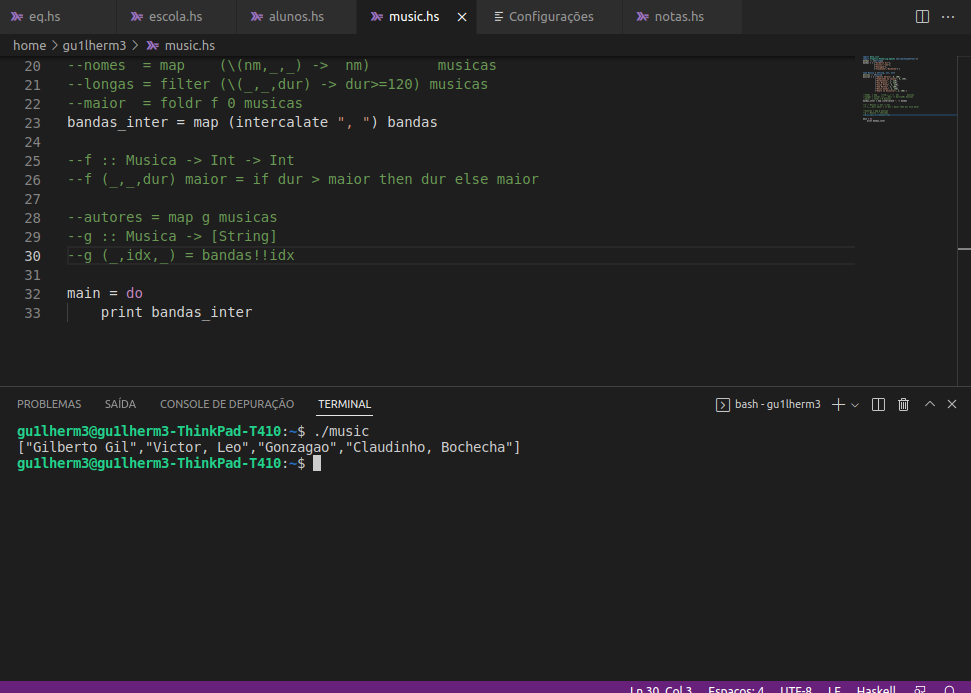 eq.hs escola.hs alunos.hs music.hs Configurações notas.hs
home gu1lherm3 music.hs
20 --nomes = map (\(nm,_,_) -> nm) musicas
21 --longas = filter (\(_,_,dur) -> dur>=120) musicas
22 --maior = foldr f 0 musicas
23 bandas_inter = map (intercalate ", ") bandas
24
25 --f :: Musica -> Int -> Int
26 --f (_,_,dur) maior = if dur > maior then dur else maior
27
28 --autores = map g musicas
29 --g :: Musica -> [String]
30 --g (_,idx,_) = bandas!!idx
31
32 main = do
33 print bandas_inter
PROBLEMAS SAÍDA CONSOLE DE DEPURAÇÃO TERMINAL bash - gu1lherm3
gu1lherm3@gu1lherm3-ThinkPad-T410:~$ ./music
["Gilberto Gil","Victor, Leo","Gonzagao","Claudinho, Bochecha"]
gu1lherm3@gu1lherm3-ThinkPad-T410:~$
Ln 30, Col 3 Espaços: 4 UTF-8 LF Haskell